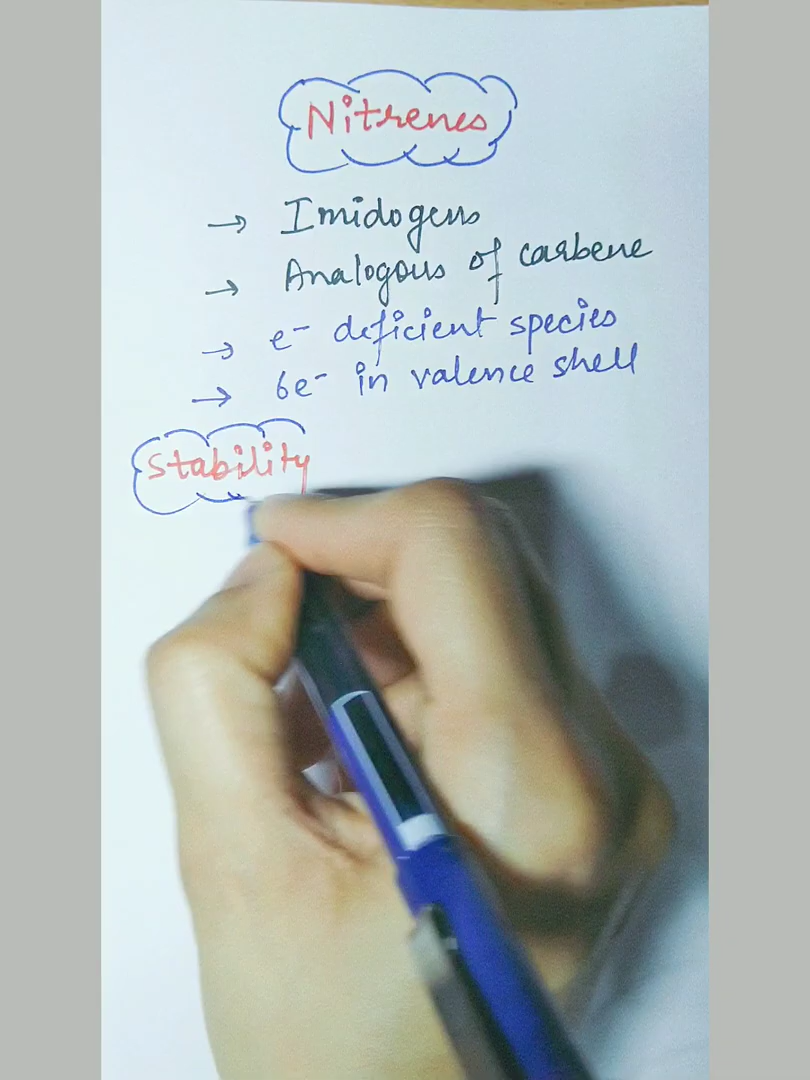 Nitrenes
→ Imidogens
→ Analogous of carbene
→ e⁻ deficient species
→ 6e⁻ in valence shell
Stability